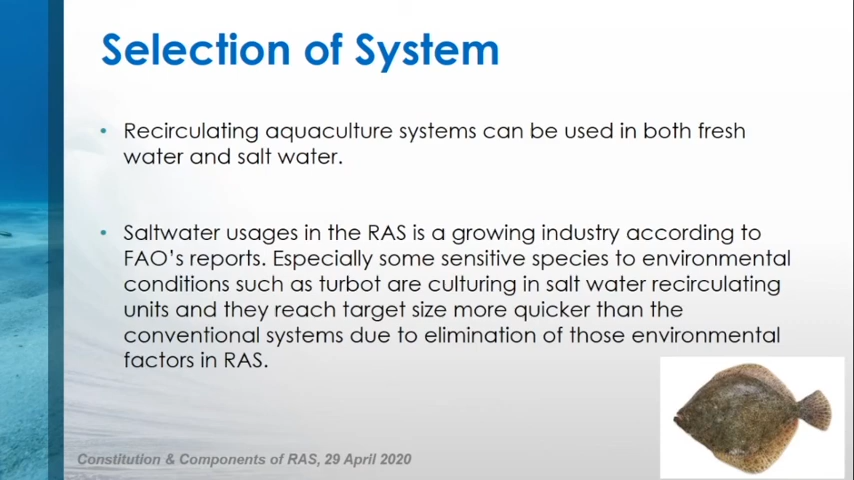 Selection of System
• Recirculating aquaculture systems can be used in both fresh
water and salt water.
• Saltwater usages in the RAS is a growing industry according to
FAO's reports. Especially some sensitive species to environmental
conditions such as turbot are culturing in salt water recirculating
units and they reach target size more quicker than the
conventional systems due to elimination of those environmental
factors in RAS.
Constitution & Components of RAS, 29 April 2020